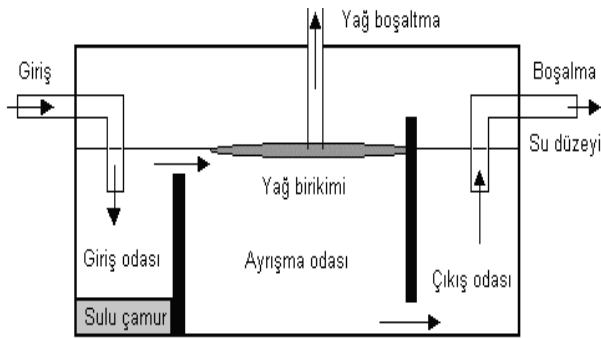 Yağ boşaltma
Giriş
Boşalma
Su düzeyi
Yağ birikimi
Giriş odası
Ayrışma odası
Çıkış odası
Sulu çamur